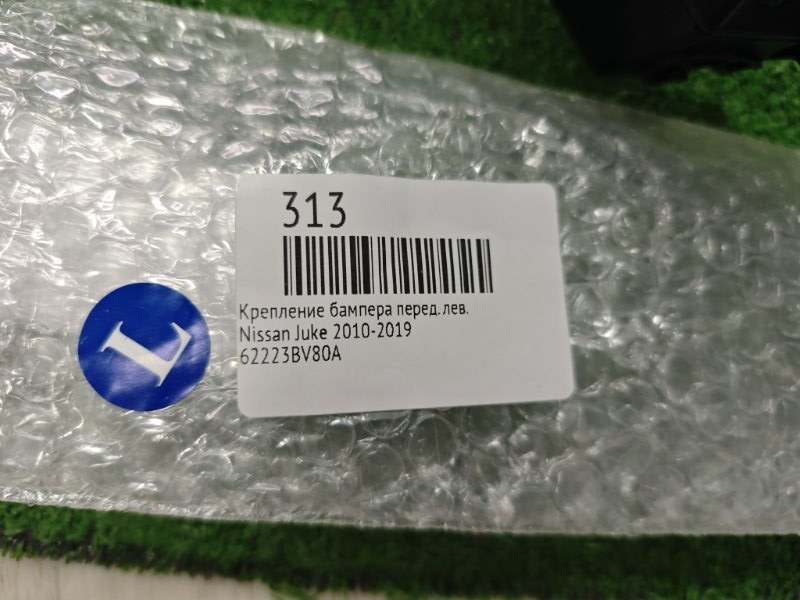 313
Крепление бампера перед. лев.
Nissan Juke 2010-2019
62223BV80A
L